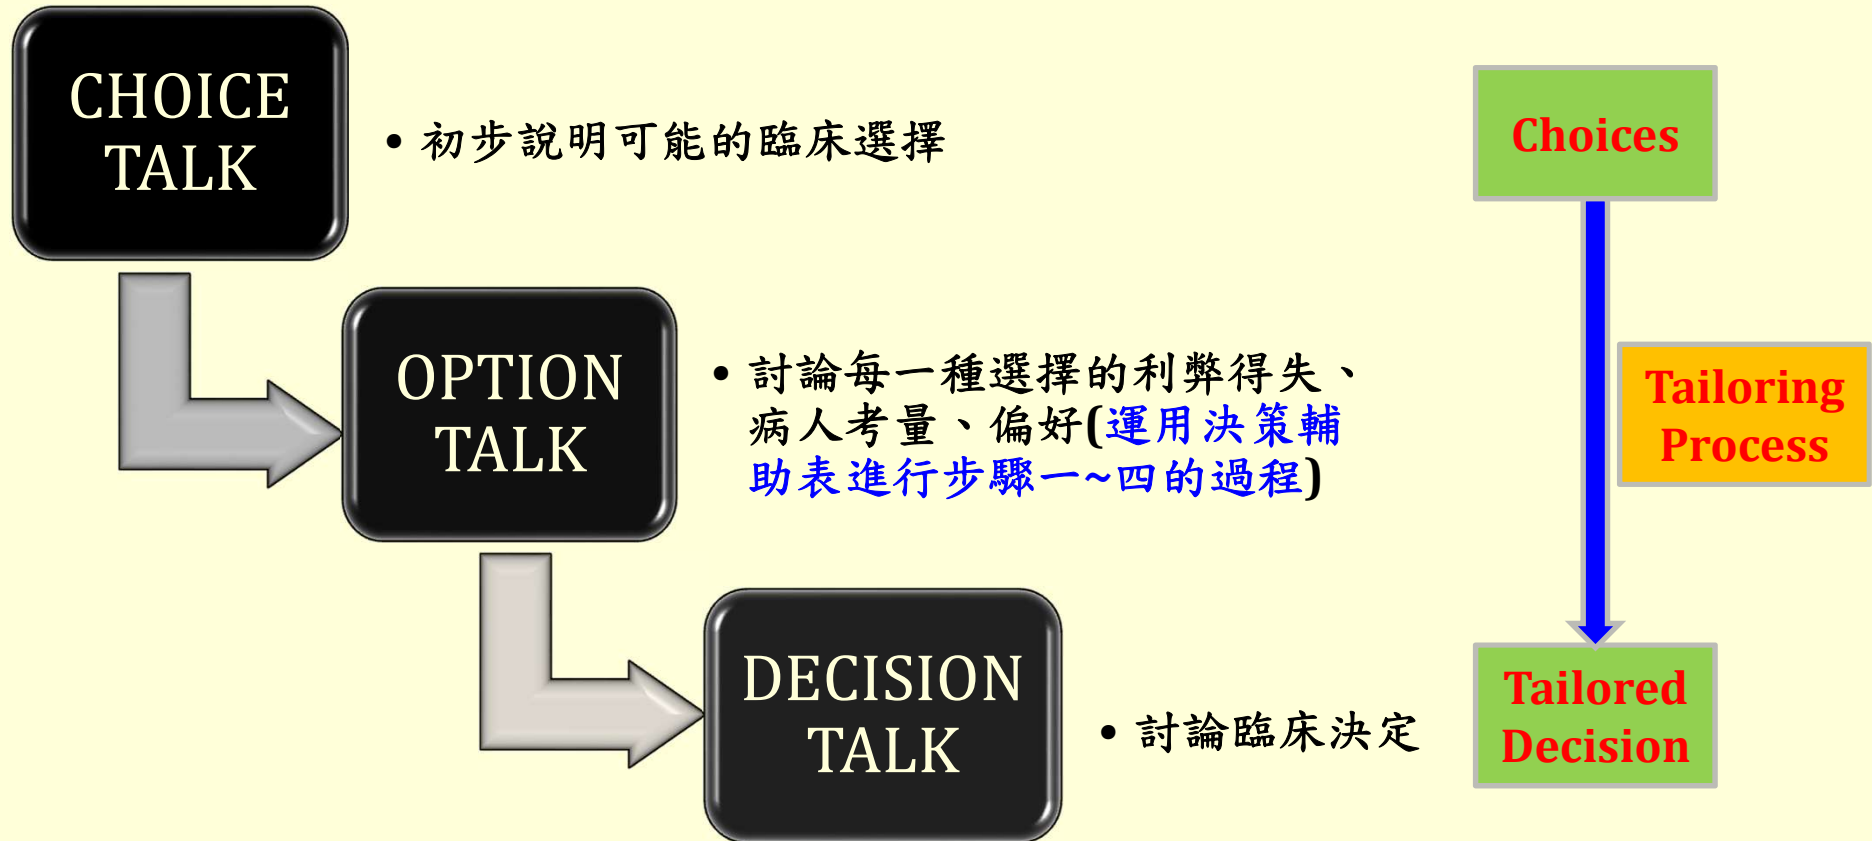 CHOICE
TALK
• 初步說明可能的臨床選擇
OPTION
TALK
• 討論每一種選擇的利弊得失、
病人考量、偏好(運用決策輔
助表進行步驟一~四的過程)
DECISION
TALK
• 討論臨床決定
Choices
Tailoring
Process
Tailored
Decision